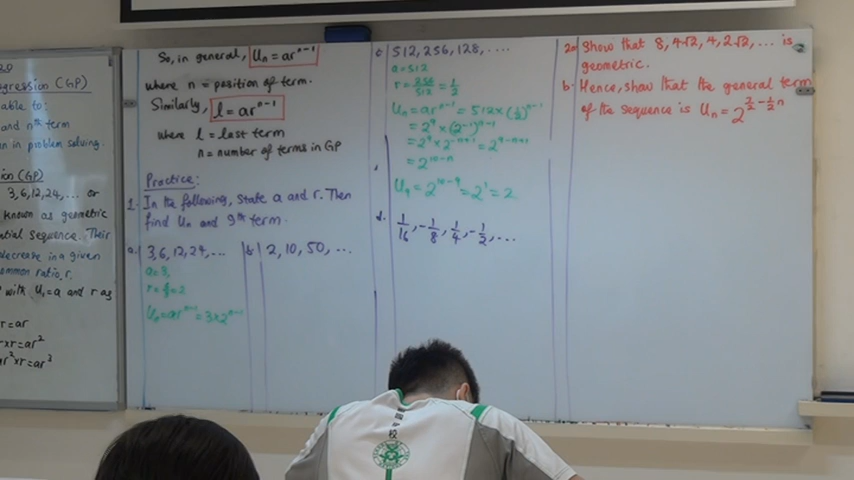 gression (GP)
able to:
and nth term
n in problem solving.
ion (GP)
3, 6, 12, 24, ... or
known as geometric
ntial sequence. Their
decrease in a given
ommon ratio, r.
with U₁ = a and r as
r = ar
r×r = ar²
ar²×r = ar³
So, in general, Uₙ = arⁿ⁻¹
where n = position of term.
Similarly, l = arⁿ⁻¹
where l = last term
n = number of terms in GP
Practice:
1. In the following, state a and r. Then
find Uₙ and 9th term.
a. 3, 6, 12, 24, ...
a = 3,
r = 6/3 = 2
Uₙ = arⁿ⁻¹ = 3×2ⁿ⁻¹
b. 2, 10, 50, ...
c. 512, 256, 128, ....
a = 512
r = 256/512 = 1/2
Uₙ = arⁿ⁻¹ = 512 × (1/2)ⁿ⁻¹
= 2⁹ × (2⁻¹)ⁿ⁻¹
= 2⁹ × 2⁻ⁿ⁺¹ = 2⁹⁻ⁿ⁺¹
= 2¹⁰⁻ⁿ
U₉ = 2¹⁰⁻⁹ = 2¹ = 2
d. 1/16, -1/8, 1/4, -1/2, ...
2a. Show that 8, 4√2, 4, 2√2, ... is
geometric.
b. Hence, show that the general term
of the sequence is Uₙ = 2^(7/2 - 1/2 n)